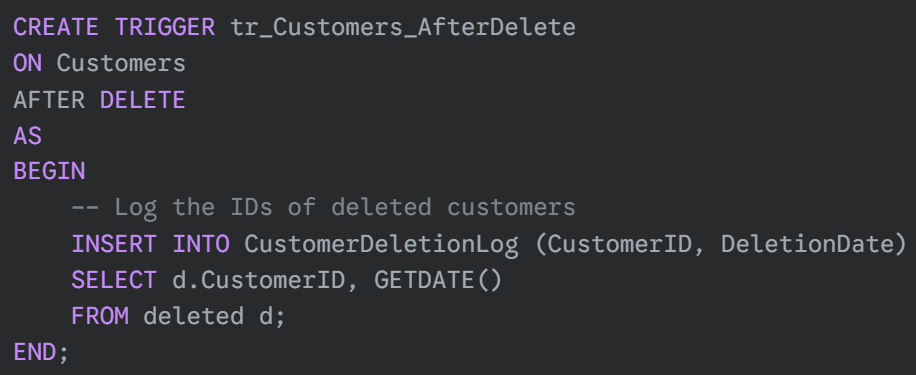 CREATE TRIGGER tr_Customers_AfterDelete
ON Customers
AFTER DELETE
AS
BEGIN
    -- Log the IDs of deleted customers
    INSERT INTO CustomerDeletionLog (CustomerID, DeletionDate)
    SELECT d.CustomerID, GETDATE()
    FROM deleted d;
END;